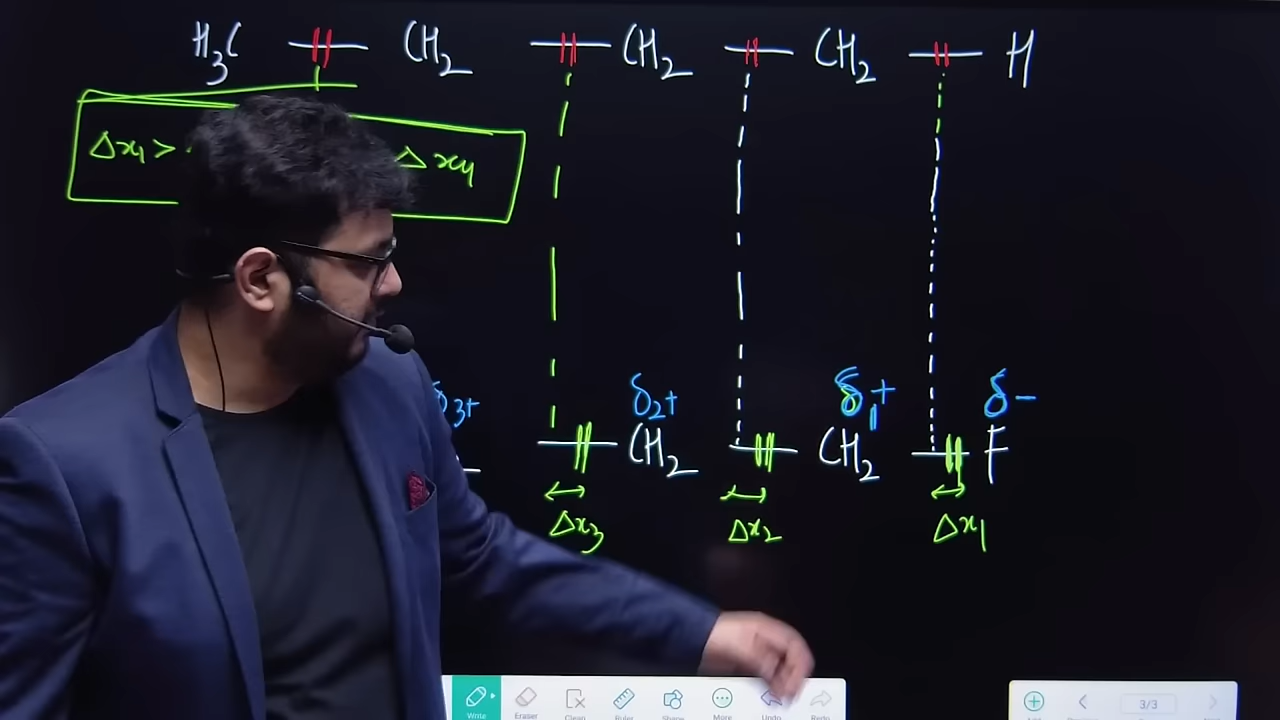 H₃C CH₂ CH₂ CH₂ H
Δx₁ > Δx₄
δ₃+ δ₂+ δ₁+ δ−
CH₂ CH₂ F
Δx₃ Δx₂ Δx₁
Write Eraser Clean Ruler Shape More Undo Redo
3/3